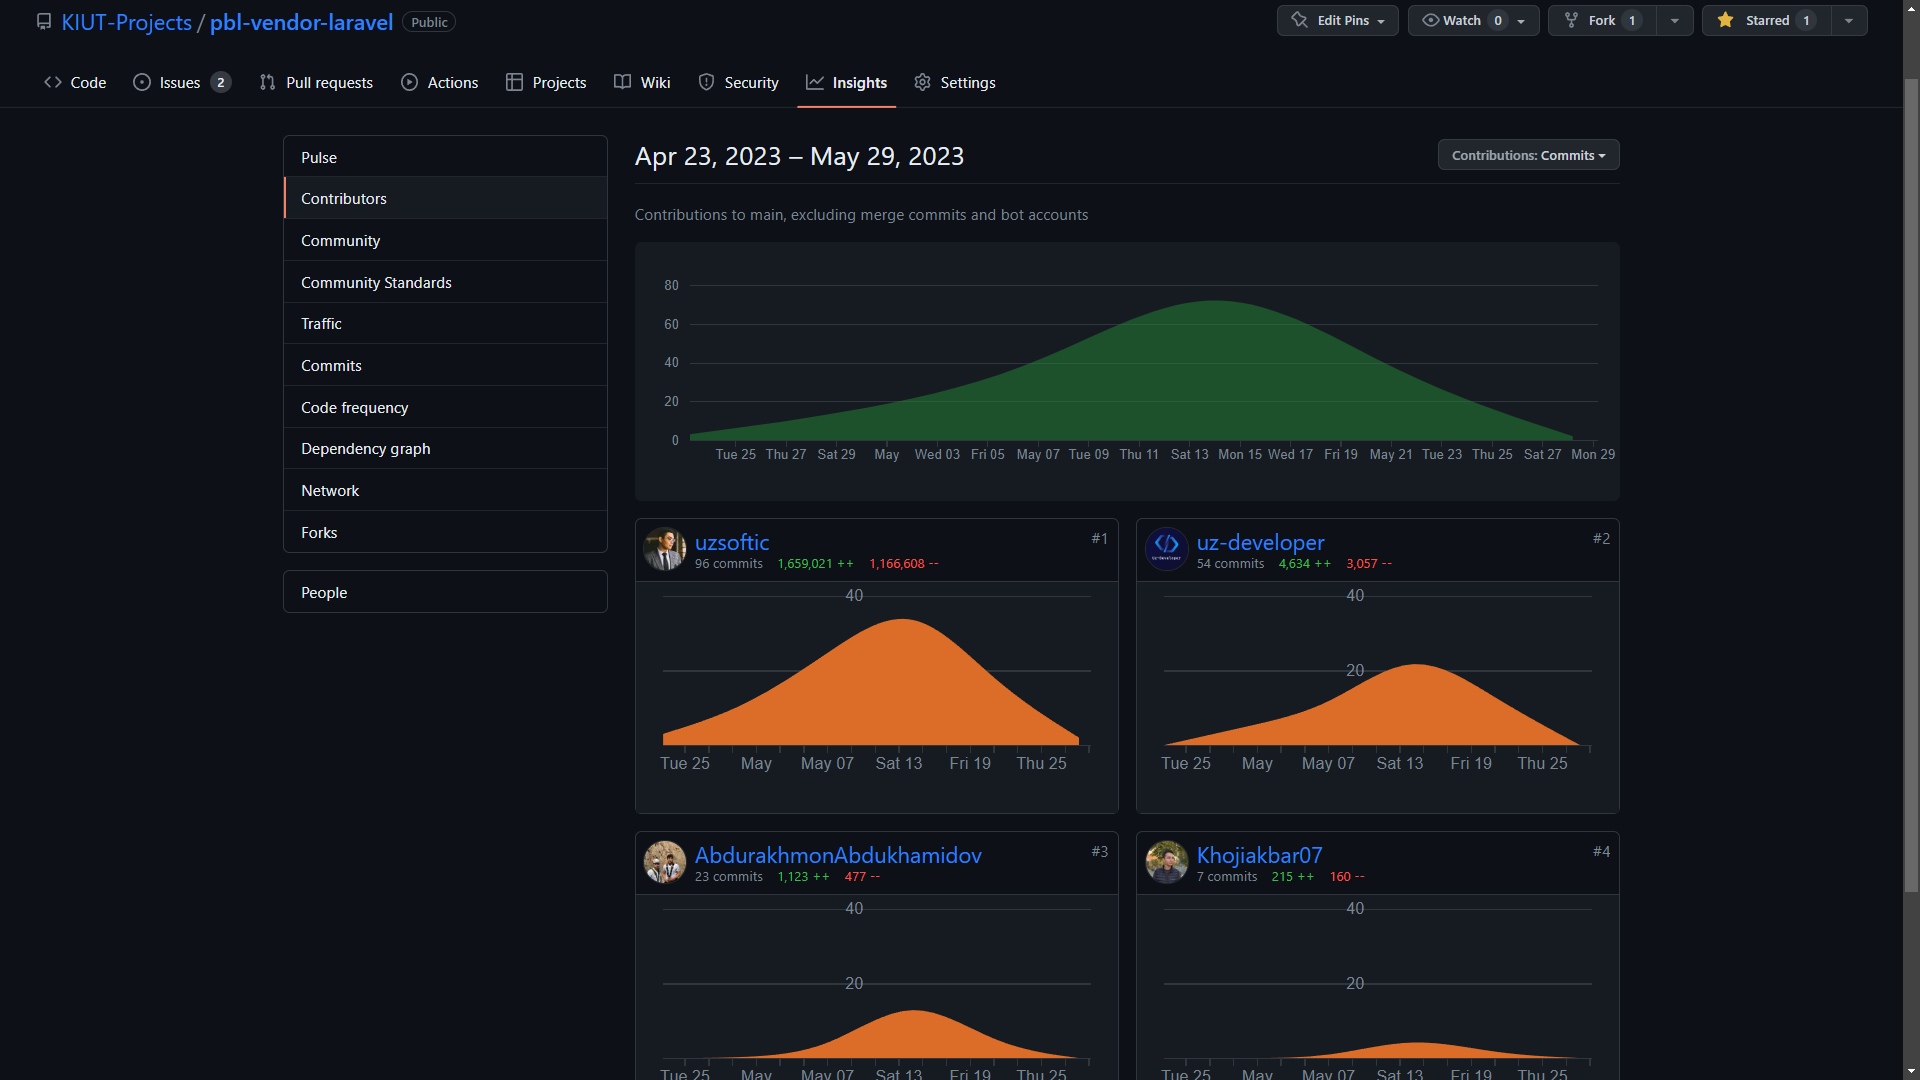 KIUT-Projects / pbl-vendor-laravel Public
Edit Pins Watch 0 Fork 1 Starred 1
Code Issues 2 Pull requests Actions Projects Wiki Security Insights Settings
Pulse
Contributors
Community
Community Standards
Traffic
Commits
Code frequency
Dependency graph
Network
Forks
People
Apr 23, 2023 – May 29, 2023
Contributions: Commits
Contributions to main, excluding merge commits and bot accounts
80
60
40
20
0
Tue 25 Thu 27 Sat 29 May Wed 03 Fri 05 May 07 Tue 09 Thu 11 Sat 13 Mon 15 Wed 17 Fri 19 May 21 Tue 23 Thu 25 Sat 27 Mon 29
uzsoftic #1
96 commits 1,659,021 ++ 1,166,608 --
40
Tue 25 May May 07 Sat 13 Fri 19 Thu 25
uz-developer #2
54 commits 4,634 ++ 3,057 --
40
20
Tue 25 May May 07 Sat 13 Fri 19 Thu 25
AbdurakhmonAbdukhamidov #3
23 commits 1,123 ++ 477 --
40
20
Tue 25 May May 07 Sat 13 Fri 19 Thu 25
Khojiakbar07 #4
7 commits 215 ++ 160 --
40
20
Tue 25 May May 07 Sat 13 Fri 19 Thu 25